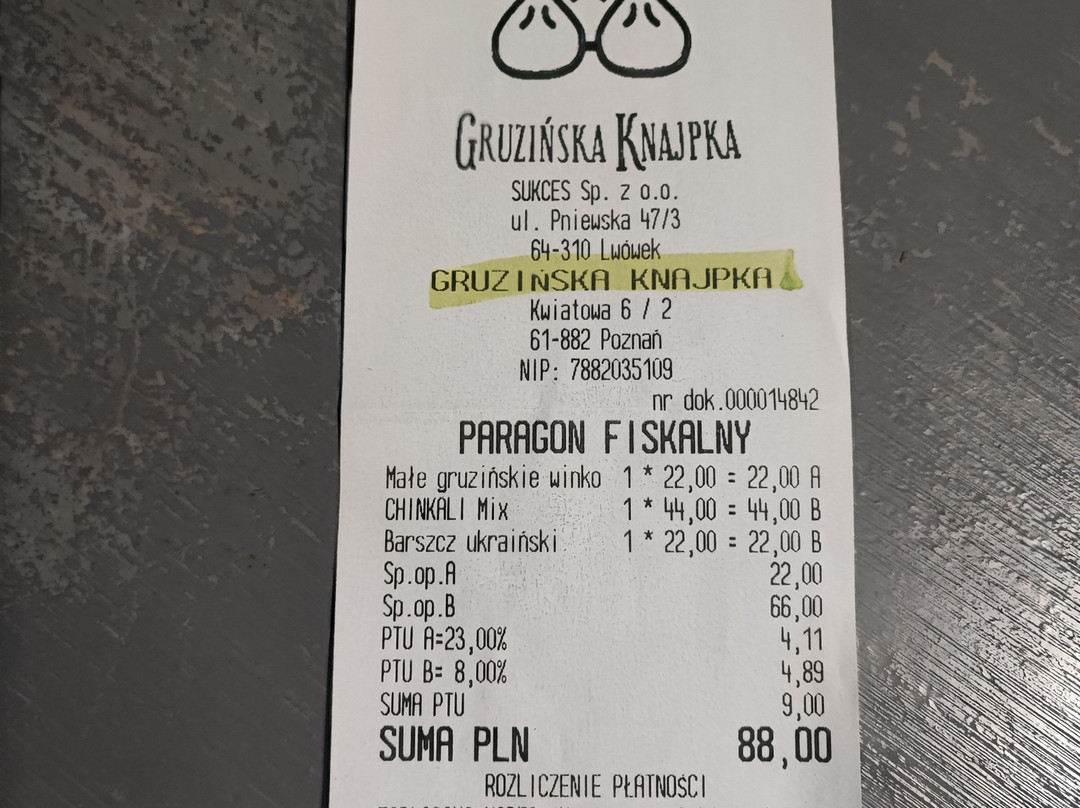 GRUZIŃSKA KNAJPKA
SUKCES Sp. z o.o.
ul. Pniewska 47/3
64-310 Lwówek
GRUZIŃSKA KNAJPKA
Kwiatowa 6 / 2
61-882 Poznań
NIP: 7882035109
nr dok.000014842
PARAGON FISKALNY
Małe gruzińskie winko 1 * 22,00 = 22,00 A
CHINKALI Mix 1 * 44,00 = 44,00 B
Barszcz ukraiński 1 * 22,00 = 22,00 B
Sp.op.A 22,00
Sp.op.B 66,00
PTU A=23,00% 4,11
PTU B= 8,00% 4,89
SUMA PTU 9,00
SUMA PLN 88,00
ROZLICZENIE PŁATNOŚCI